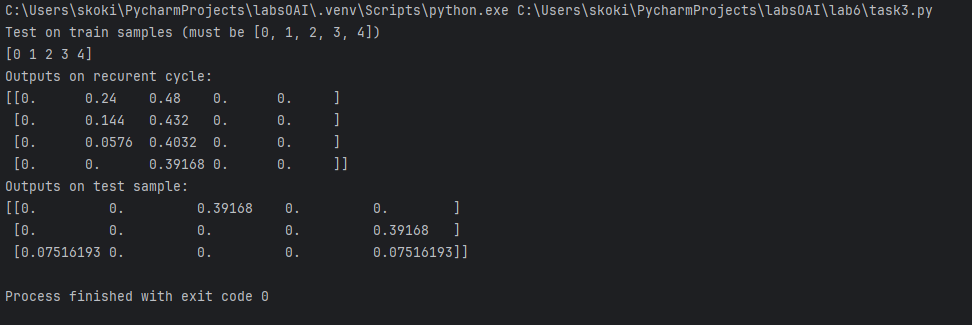 C:\Users\skoki\PycharmProjects\labsOAI\.venv\Scripts\python.exe C:\Users\skoki\PycharmProjects\labsOAI\lab6\task3.py
Test on train samples (must be [0, 1, 2, 3, 4])
[0 1 2 3 4]
Outputs on recurent cycle:
[[0.      0.24    0.48    0.      0.     ]
 [0.      0.144   0.432   0.      0.     ]
 [0.      0.0576  0.4032  0.      0.     ]
 [0.      0.      0.39168 0.      0.     ]]
Outputs on test sample:
[[0.         0.         0.39168    0.         0.        ]
 [0.         0.         0.         0.         0.39168   ]
 [0.07516193 0.         0.         0.         0.07516193]]
Process finished with exit code 0